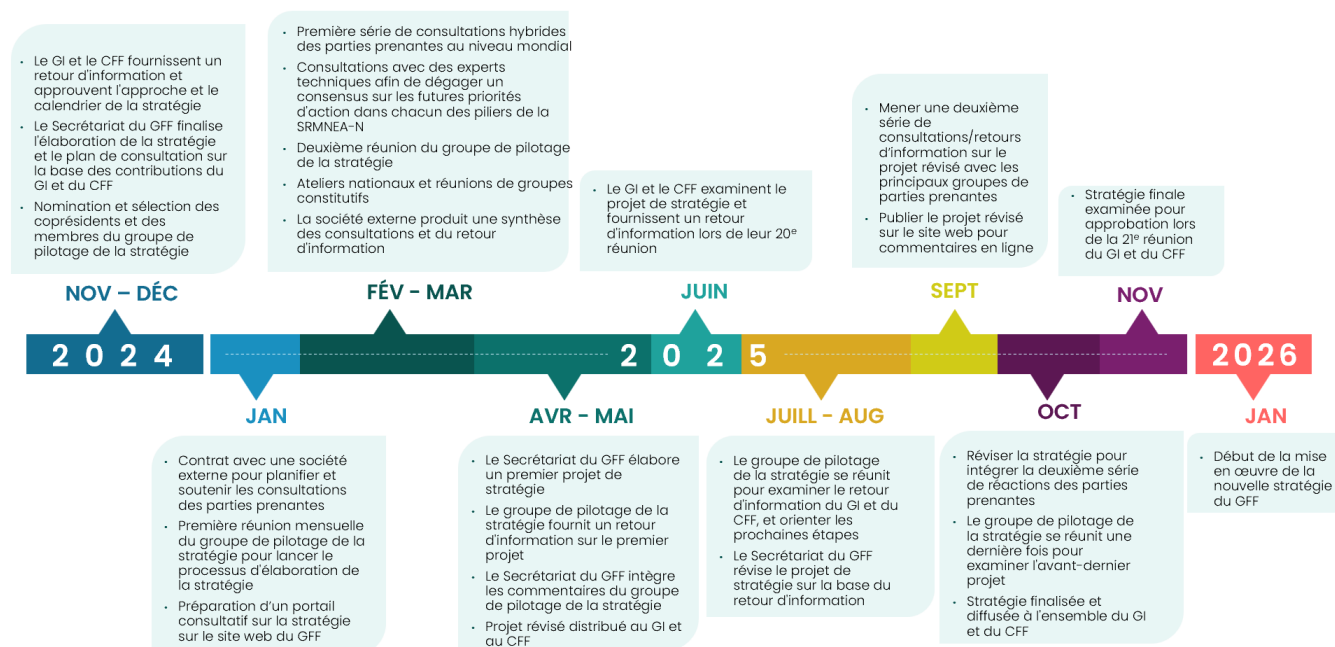 • Le GI et le CFF fournissent un
retour d'information et
approuvent l'approche et le
calendrier de la stratégie
• Le Secrétariat du GFF finalise
l'élaboration de la stratégie
et le plan de consultation sur
la base des contributions du
GI et du CFF
• Nomination et sélection des
coprésidents et des
membres du groupe de
pilotage de la stratégie
• Première série de consultations hybrides
des parties prenantes au niveau mondial
• Consultations avec des experts
techniques afin de dégager un
consensus sur les futures priorités
d'action dans chacun des piliers de la
SRMNEA-N
• Deuxième réunion du groupe de pilotage
de la stratégie
• Ateliers nationaux et réunions de groupes
constitutifs
• La société externe produit une synthèse
des consultations et du retour
d'information
• Le GI et le CFF examinent le
projet de stratégie et
fournissent un retour
d'information lors de leur 20e
réunion
• Mener une deuxième
série de
consultations/retours
d’information sur le
projet révisé avec les
principaux groupes de
parties prenantes
• Publier le projet révisé
sur le site web pour
commentaires en ligne
• Stratégie finale
examinée pour
approbation lors
de la 21e réunion
du GI et du CFF
NOV – DÉC
FÉV - MAR
JUIN
SEPT
NOV
2024
2025
2026
JAN
AVR - MAI
JUILL - AUG
OCT
JAN
• Contrat avec une société
externe pour planifier et
soutenir les consultations
des parties prenantes
• Première réunion mensuelle
du groupe de pilotage de la
stratégie pour lancer le
processus d'élaboration de
la stratégie
• Préparation d’un portail
consultatif sur la stratégie
sur le site web du GFF
• Le Secrétariat du GFF élabore
un premier projet de
stratégie
• Le groupe de pilotage de la
stratégie fournit un retour
d'information sur le premier
projet
• Le Secrétariat du GFF intègre
les commentaires du groupe
de pilotage de la stratégie
• Projet révisé distribué au GI et
au CFF
• Le groupe de pilotage
de la stratégie se réunit
pour examiner le retour
d'information du GI et du
CFF, et orienter les
prochaines étapes
• Le Secrétariat du GFF
révise le projet de
stratégie sur la base du
retour d'information
• Réviser la stratégie pour
intégrer la deuxième série
de réactions des parties
prenantes
• Le groupe de pilotage de
la stratégie se réunit une
dernière fois pour
examiner l'avant-dernier
projet
• Stratégie finalisée et
diffusée à l'ensemble du GI
et du CFF
• Début de la mise
en œuvre de la
nouvelle stratégie
du GFF